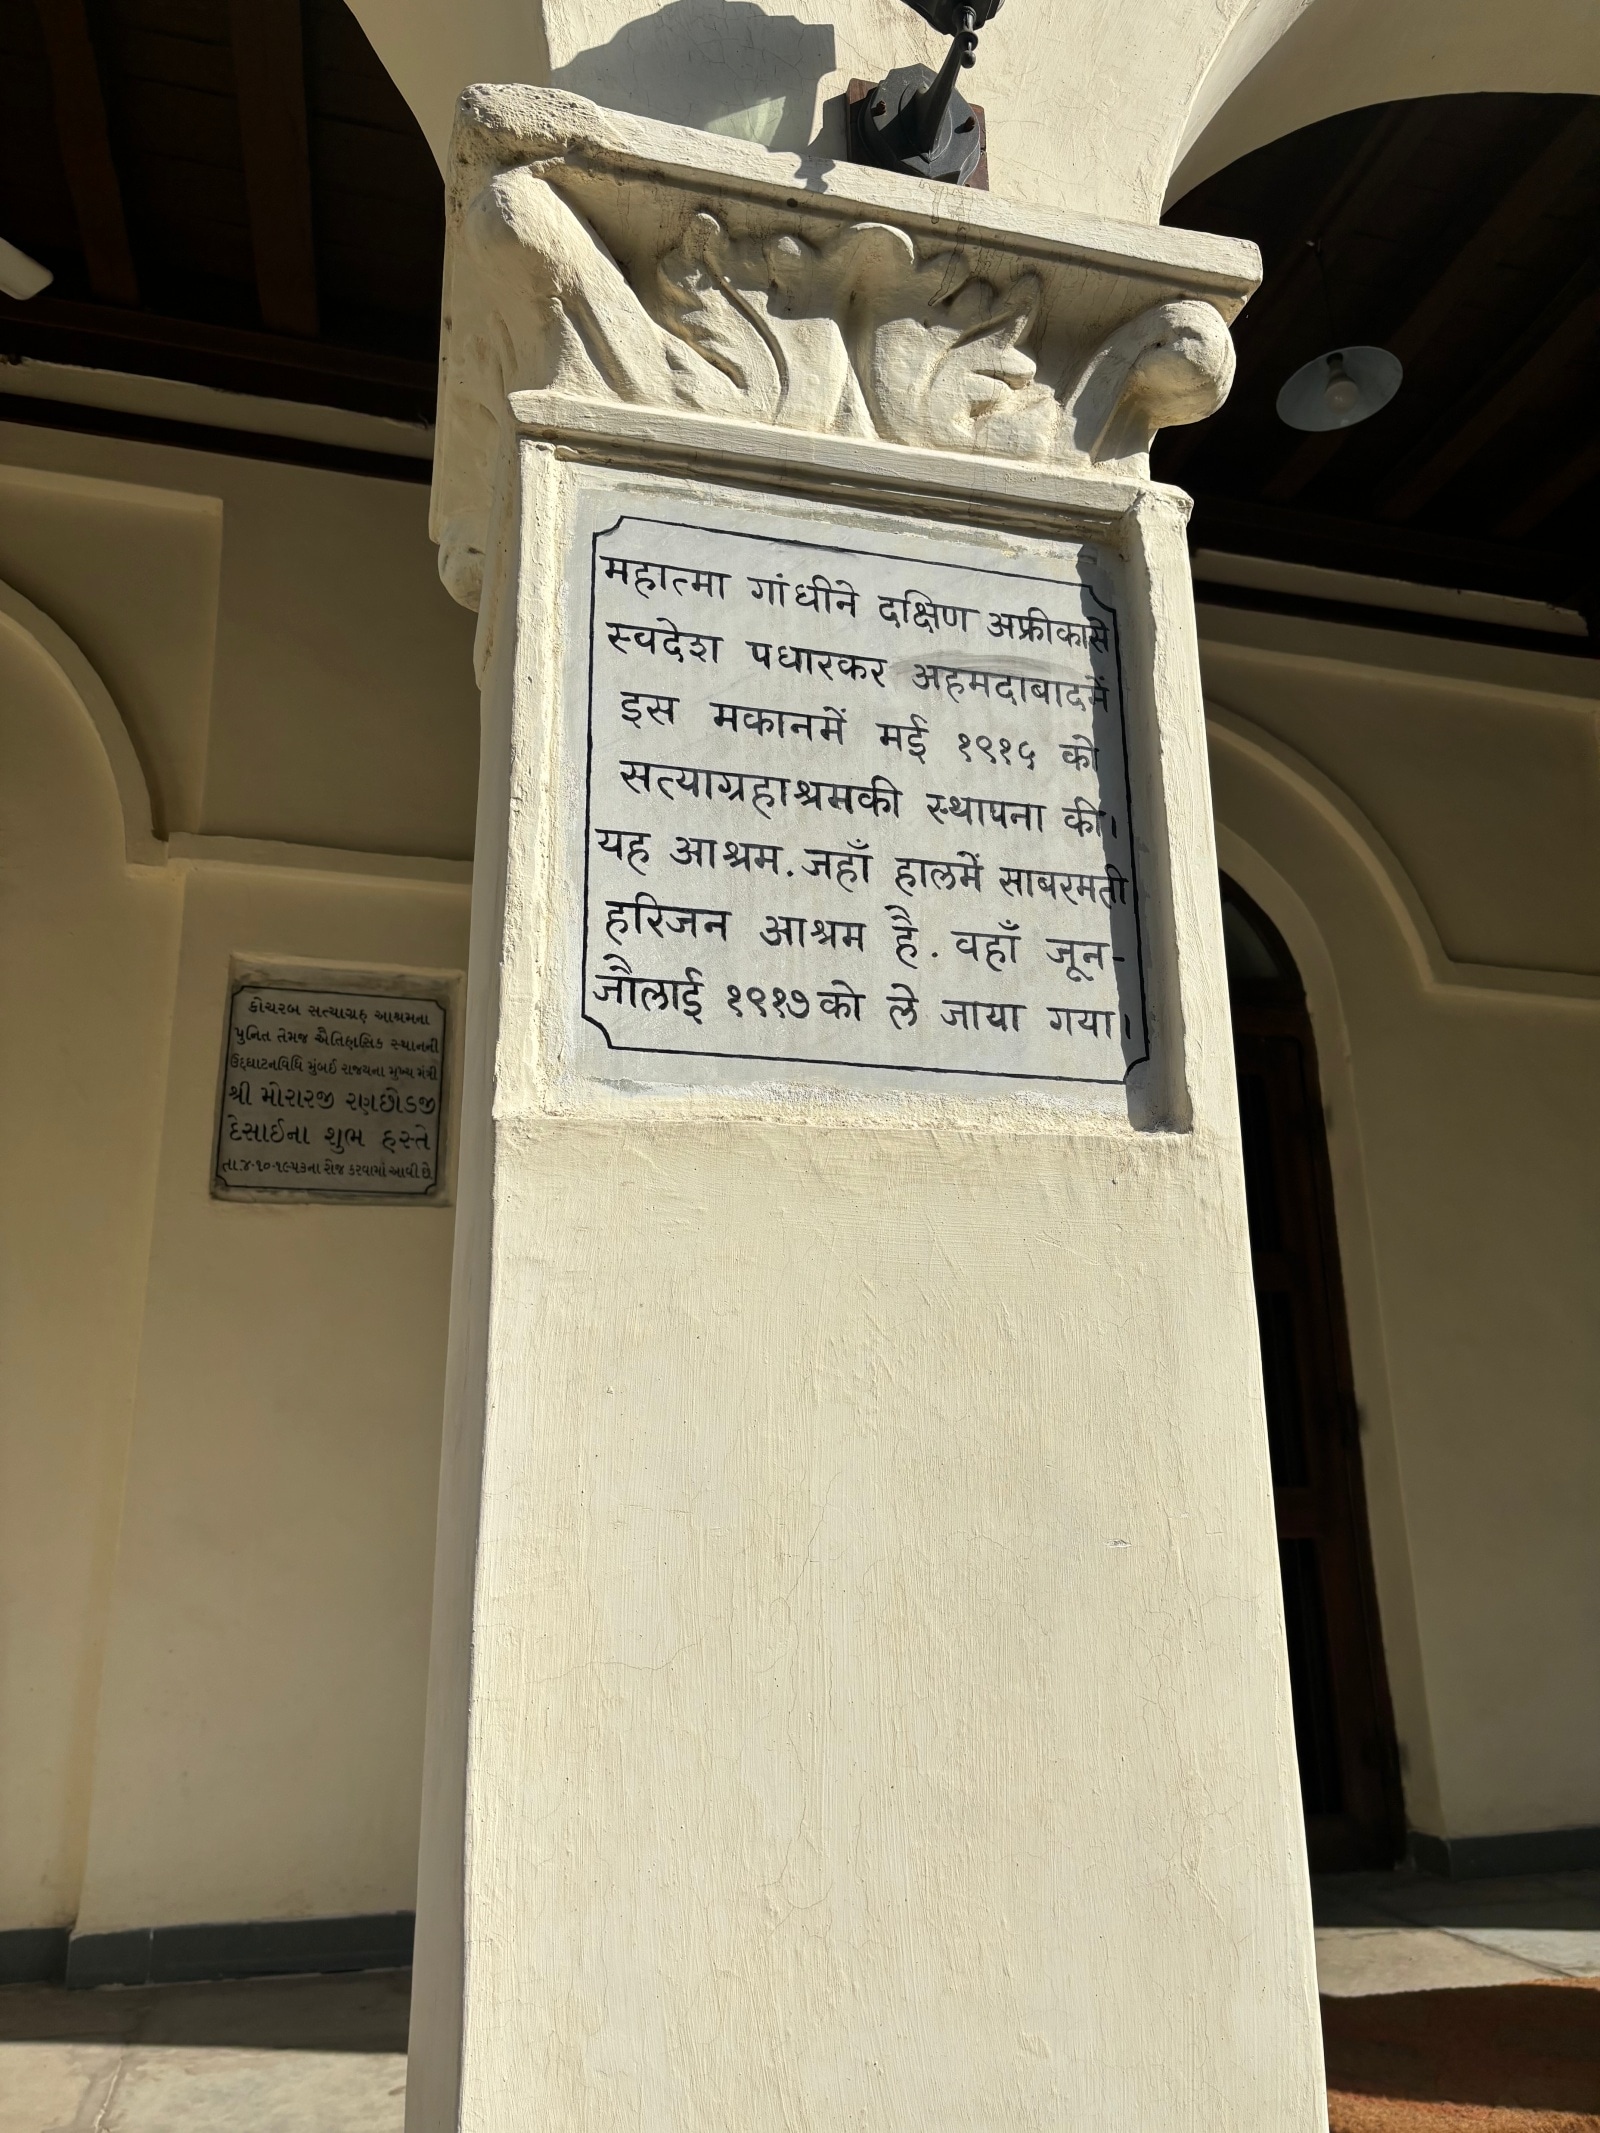 महात्मा गांधीने दक्षिण अफ्रीकासे
स्वदेश पधारकर अहमदाबादमें
इस मकानमें मई १९१५ को
सत्याग्रहाश्रमकी स्थापना की।
यह आश्रम. जहाँ हालमें साबरमती
हरिजन आश्रम है. वहाँ जून-
जौलाई १९१७ को ले जाया गया।
કોચરબ સત્યાગ્રહ આશ્રમના
પુનિત તેમજ ઐતિહાસિક સ્થાનની
ઉદ્દઘાટનવિધિ મુંબઈ રાજ્યના મુખ્ય મંત્રી
શ્રી મોરારજી રણછોડજી
દેસાઈના શુભ હસ્તે
તા.૪-૧૦-૧૯૫૩ના રોજ કરવામાં આવી છે